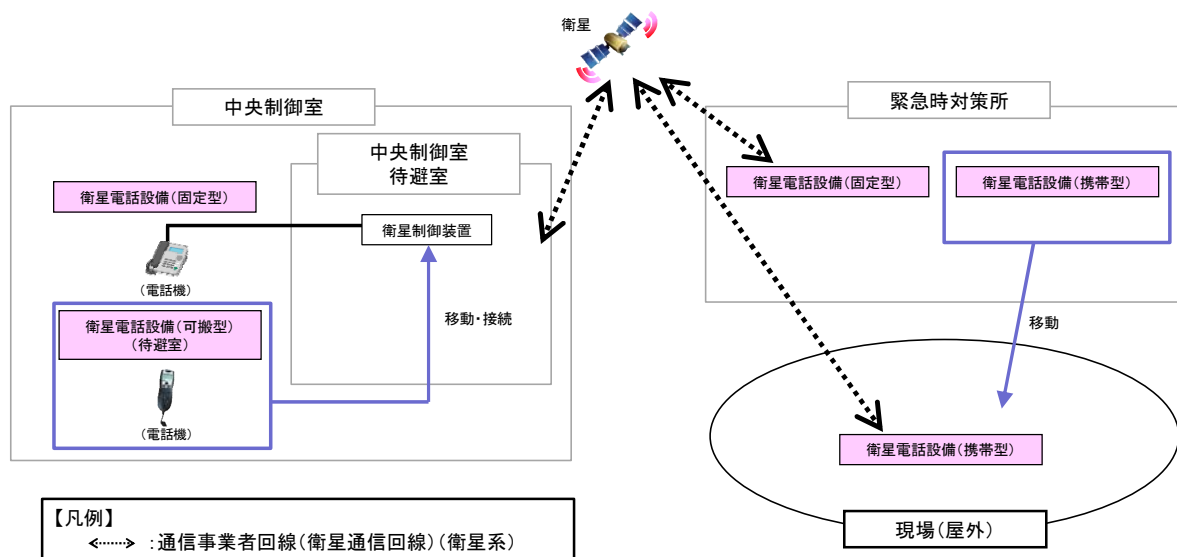 衛星
中央制御室
中央制御室
待避室
衛星電話設備(固定型)
衛星制御装置
(電話機)
衛星電話設備(可搬型)
(待避室)
移動・接続
(電話機)
緊急時対策所
衛星電話設備(固定型)
衛星電話設備(携帯型)
移動
衛星電話設備(携帯型)
現場(屋外)
【凡例】
:通信事業者回線(衛星通信回線)(衛星系)